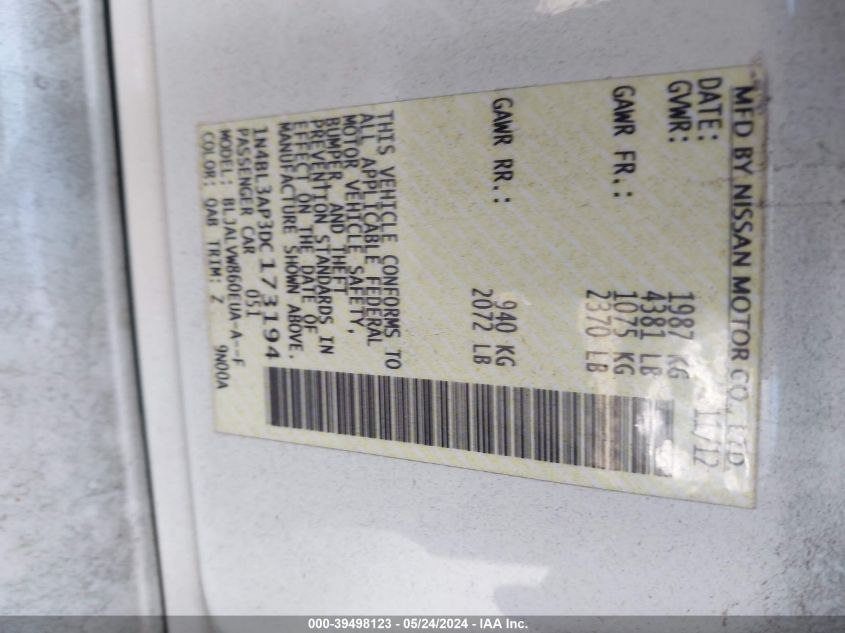 MFD BY NISSAN MOTOR CO., LTD
DATE: 11/12
GVWR: 1987 KG
4381 LB
GAWR FR.: 1075 KG
2370 LB
GAWR RR.: 940 KG
2072 LB
THIS VEHICLE CONFORMS TO
ALL APPLICABLE FEDERAL
MOTOR VEHICLE SAFETY,
BUMPER AND THEFT
PREVENTION STANDARDS IN
EFFECT ON THE DATE OF
MANUFACTURE SHOWN ABOVE.
1N4BL3AP3DC173194
PASSENGER CAR 031
MODEL: BLJALVW860EUA-A--F
COLOR: QAB TRIM: Z 9N00A
000-39498123 - 05/24/2024 - IAA Inc.